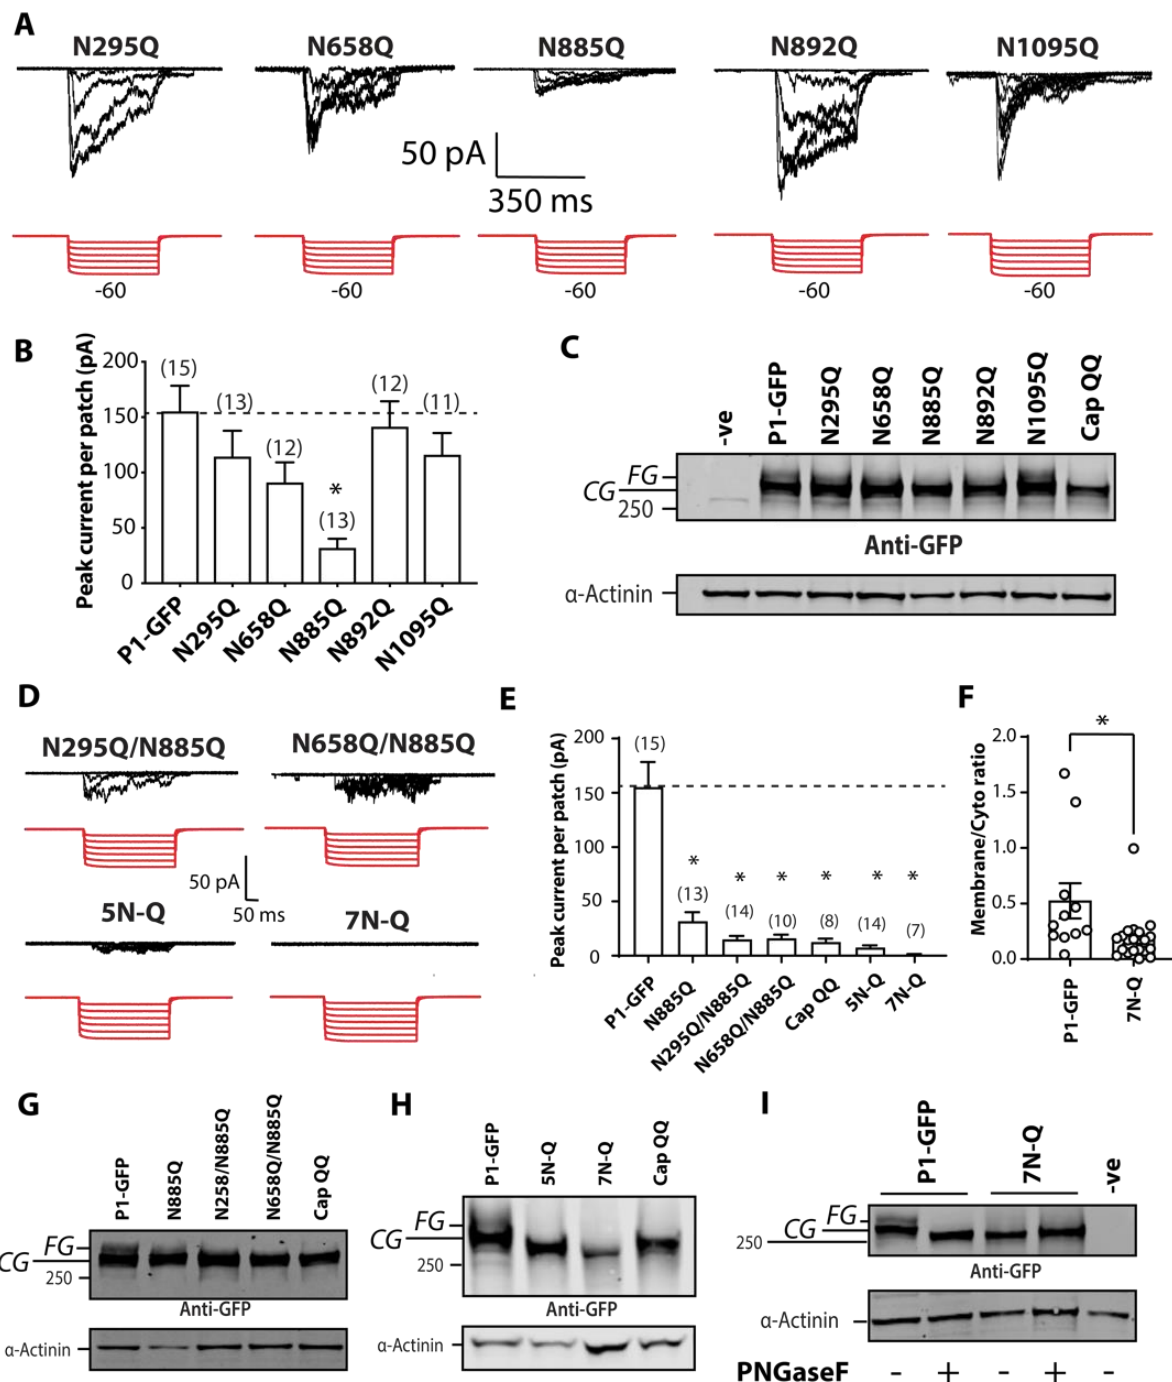 A
N295Q N658Q N885Q N892Q N1095Q
50 pA
350 ms
-60 -60 -60 -60 -60
B
Peak current per patch (pA)
200
150
100
50
0
(15) (13) (12) (13) (12) (11)
*
P1-GFP N295Q N658Q N885Q N892Q N1095Q
C
-ve P1-GFP N295Q N658Q N885Q N892Q N1095Q Cap QQ
FG
CG
250
Anti-GFP
α-Actinin
D
N295Q/N885Q N658Q/N885Q
50 pA
50 ms
5N-Q 7N-Q
E
Peak current per patch (pA)
200
150
100
50
0
(15) (13) (14) (10) (8) (14) (7)
* * * * * *
P1-GFP N885Q N295Q/N885Q N658Q/N885Q Cap QQ 5N-Q 7N-Q
F
Membrane/Cyto ratio
2.0
1.5
1.0
0.5
0.0
*
P1-GFP 7N-Q
G
P1-GFP N885Q N258/N885Q N658Q/N885Q Cap QQ
FG
CG
250
Anti-GFP
α-Actinin
H
P1-GFP 5N-Q 7N-Q Cap QQ
FG
CG
250
Anti-GFP
α-Actinin
I
P1-GFP 7N-Q -ve
FG
CG
250
Anti-GFP
α-Actinin
PNGaseF - + - + -